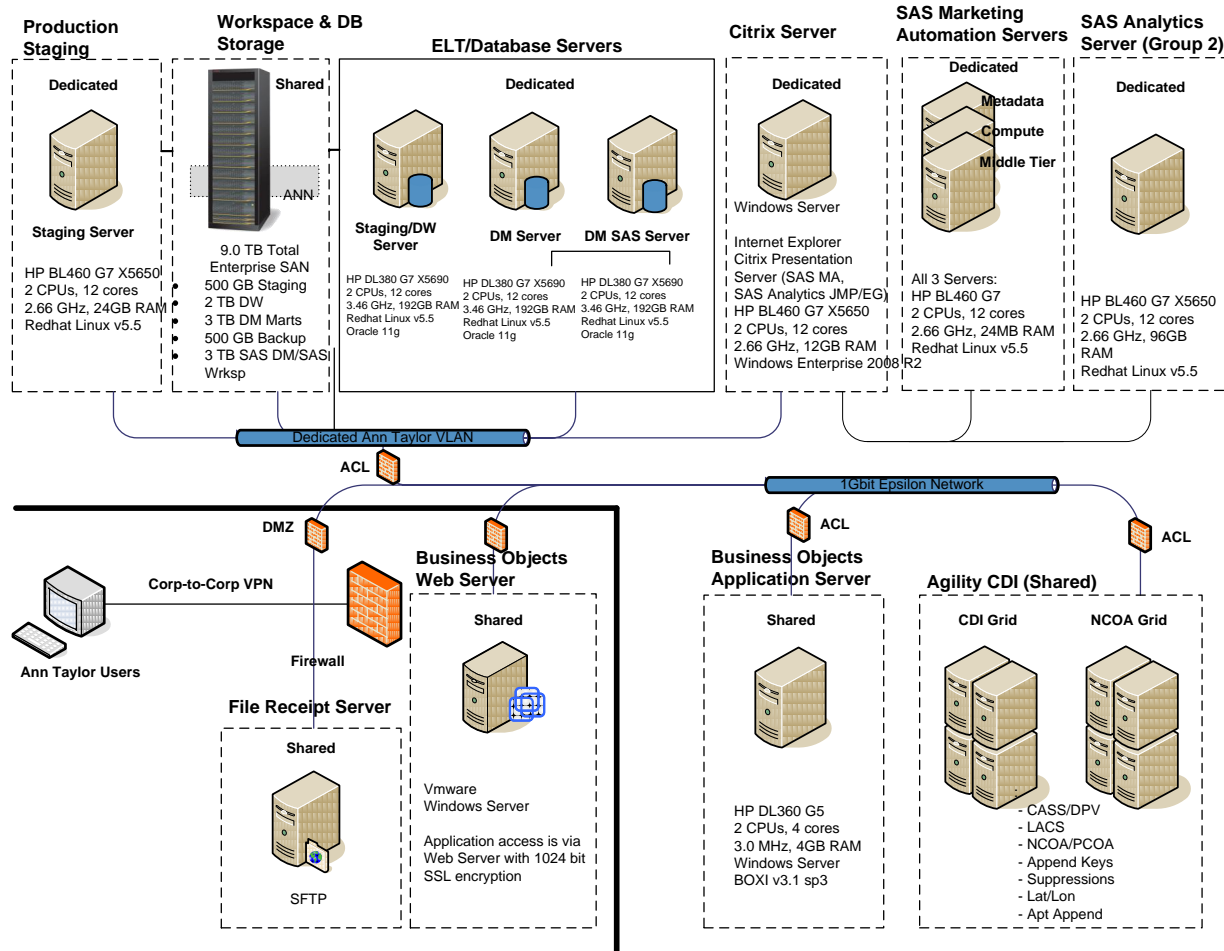 Production
Staging
Dedicated
Staging Server
HP BL460 G7 X5650
2 CPUs, 12 cores
2.66 GHz, 24GB RAM
Redhat Linux v5.5
Workspace & DB
Storage
Shared
ANN
9.0 TB Total
Enterprise SAN
• 500 GB Staging
• 2 TB DW
• 3 TB DM Marts
• 500 GB Backup
• 3 TB SAS DM/SAS
Wrksp
ELT/Database Servers
Dedicated
Staging/DW
Server
HP DL380 G7 X5690
2 CPUs, 12 cores
3.46 GHz, 192GB RAM
Redhat Linux v5.5
Oracle 11g
DM Server
HP DL380 G7 X5690
2 CPUs, 12 cores
3.46 GHz, 192GB RAM
Redhat Linux v5.5
Oracle 11g
DM SAS Server
HP DL380 G7 X5690
2 CPUs, 12 cores
3.46 GHz, 192GB RAM
Redhat Linux v5.5
Oracle 11g
Citrix Server
Dedicated
Windows Server
Internet Explorer
Citrix Presentation
Server (SAS MA,
SAS Analytics JMP/EG)
HP BL460 G7 X5650
2 CPUs, 12 cores
2.66 GHz, 12GB RAM
Windows Enterprise 2008 R2
SAS Marketing
Automation Servers
Dedicated
Metadata
Compute
Middle Tier
All 3 Servers:
HP BL460 G7
2 CPUs, 12 cores
2.66 GHz, 24MB RAM
Redhat Linux v5.5
SAS Analytics
Server (Group 2)
Dedicated
HP BL460 G7 X5650
2 CPUs, 12 cores
2.66 GHz, 96GB
RAM
Redhat Linux v5.5
Dedicated Ann Taylor VLAN
ACL
1Gbit Epsilon Network
DMZ
ACL
ACL
Corp-to-Corp VPN
Ann Taylor Users
Firewall
File Receipt Server
Shared
SFTP
Business Objects
Web Server
Shared
Vmware
Windows Server
Application access is via
Web Server with 1024 bit
SSL encryption
Business Objects
Application Server
Shared
HP DL360 G5
2 CPUs, 4 cores
3.0 MHz, 4GB RAM
Windows Server
BOXI v3.1 sp3
Agility CDI (Shared)
CDI Grid
NCOA Grid
:
- CASS/DPV
- LACS
- NCOA/PCOA
- Append Keys
- Suppressions
- Lat/Lon
- Apt Append